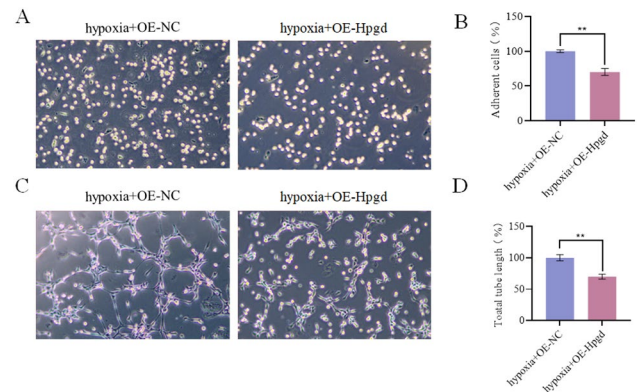 A
hypoxia+OE-NC
hypoxia+OE-Hpgd
B
Adherent cells (%)
150
100
50
0
**
hypoxia+OE-NC
hypoxia+OE-Hpgd
C
hypoxia+OE-NC
hypoxia+OE-Hpgd
D
Toatal tube length (%)
150
100
50
0
**
hypoxia+OE-NC
hypoxia+OE-Hpgd